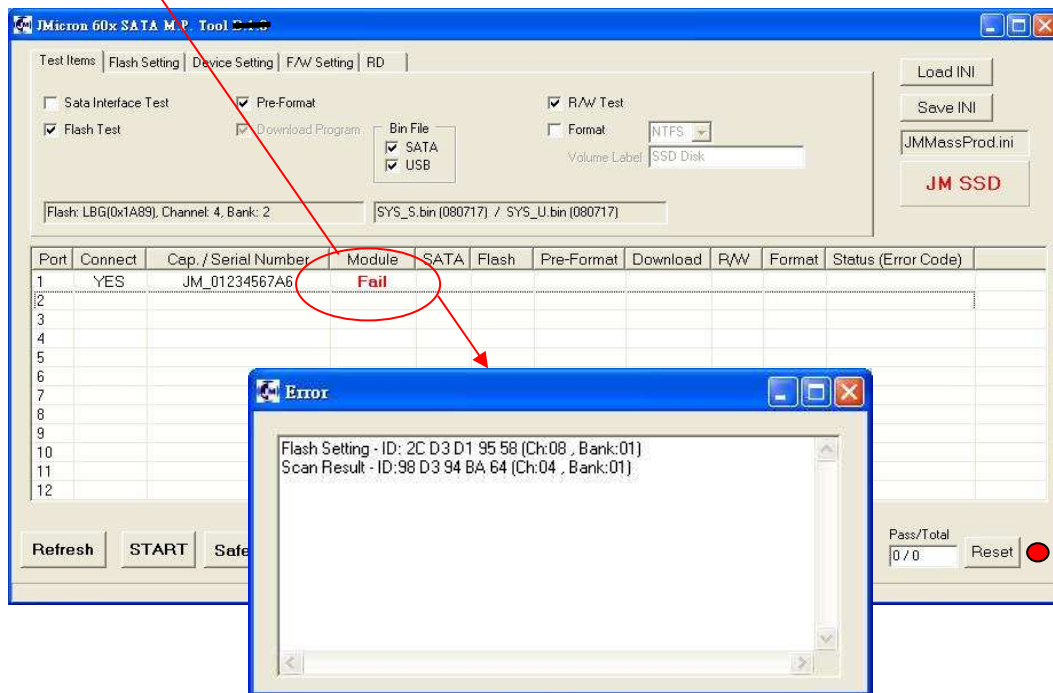 JMicron 60x SATA M.P. Tool
Test Items Flash Setting Device Setting F/W Setting RD
Load INI
Save INI
JMMassProd.ini
JM SSD
Sata Interface Test
Pre-Format
R/W Test
Flash Test
Download Program
Bin File
SATA
USB
Format
NTFS
Volume Label
SSD Disk
Flash: LBG(0x1A89), Channel: 4, Bank: 2
SYS_S.bin (080717) / SYS_U.bin (080717)
Port Connect Cap. / Serial Number Module SATA Flash Pre-Format Download R/W Format Status (Error Code)
1 YES JM_01234567A6 Fail
2
3
4
5
6
7
8
9
10
11
12
Error
Flash Setting - ID: 2C D3 D1 95 58 (Ch:08 , Bank:01)
Scan Result - ID:98 D3 94 BA 64 (Ch:04 , Bank:01)
Refresh START Safe
Pass/Total
0 / 0
Reset